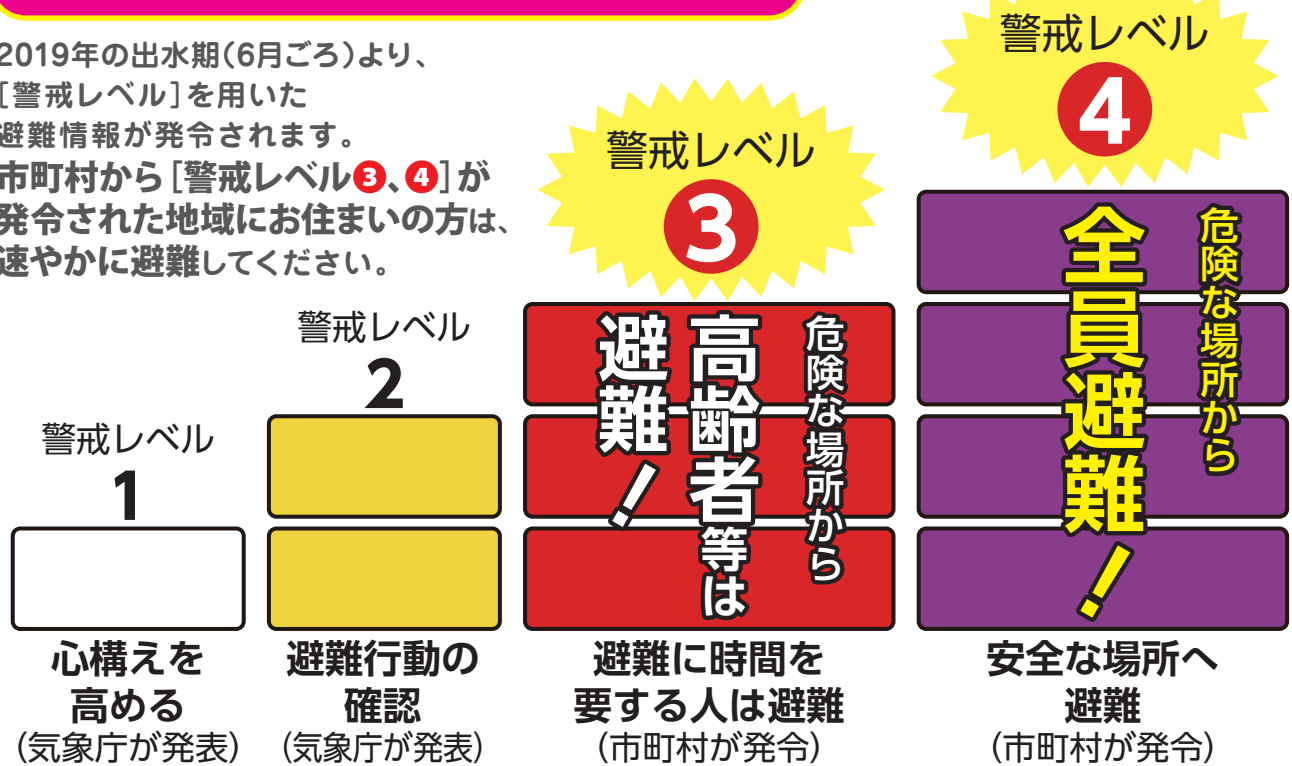 2019年の出水期(6月ごろ)より、
[警戒レベル]を用いた
避難情報が発令されます。
市町村から[警戒レベル❸、❹]が
発令された地域にお住まいの方は、
速やかに避難してください。
警戒レベル
1
心構えを
高める
(気象庁が発表)
警戒レベル
2
避難行動の
確認
(気象庁が発表)
警戒レベル
3
危険な場所から
高齢者等は
避難!
避難に時間を
要する人は避難
(市町村が発令)
警戒レベル
4
危険な場所から
全員避難!
安全な場所へ
避難
(市町村が発令)